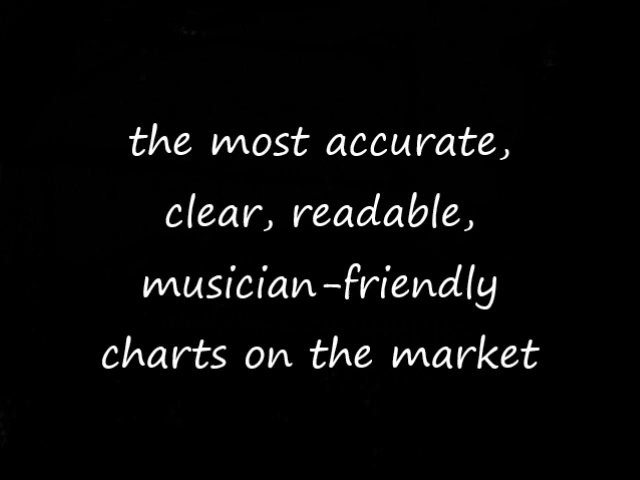 the most accurate,
clear, readable,
musician-friendly
charts on the market